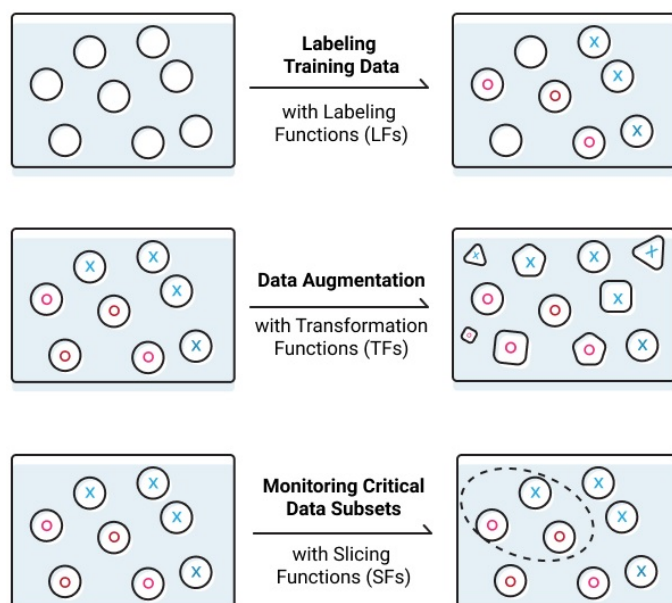 Labeling
Training Data
with Labeling
Functions (LFs)
X
X
O
O
X
O
Data Augmentation
with Transformation
Functions (TFs)
X
X
X
O
O
O
O
X
X
X
X
X
O
O
X
O
O
O
X
Monitoring Critical
Data Subsets
with Slicing
Functions (SFs)
X
X
X
O
O
O
O
X
X
X
X
O
O
O
O
X